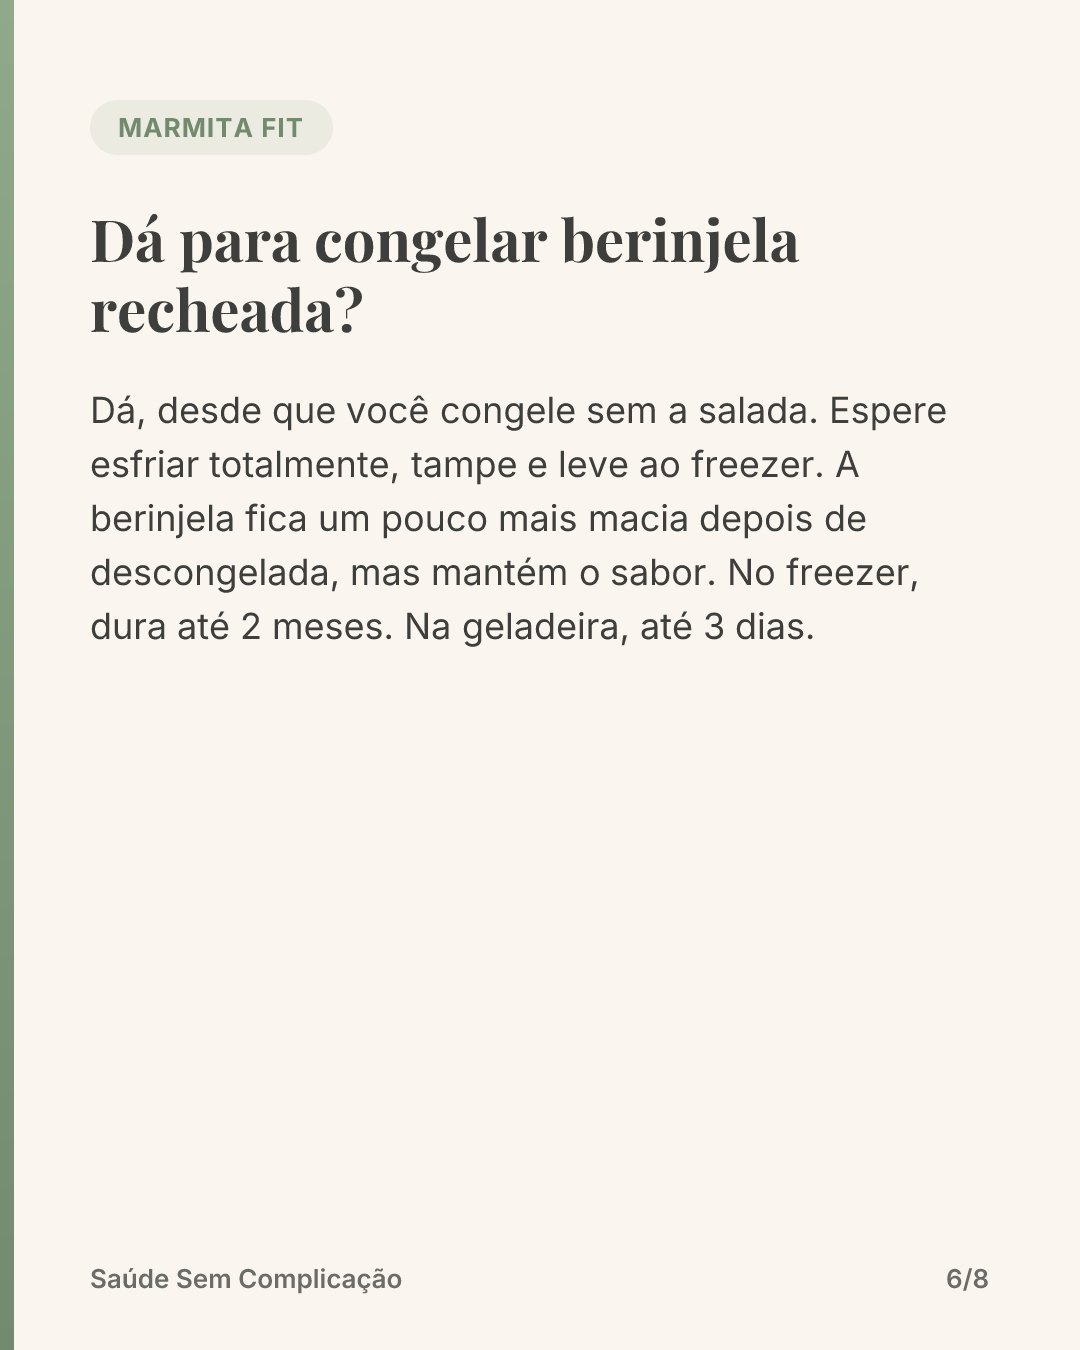 MARMITA FIT
Dá para congelar berinjela
recheada?
Dá, desde que você congele sem a salada. Espere
esfriar totalmente, tampe e leve ao freezer. A
berinjela fica um pouco mais macia depois de
descongelada, mas mantém o sabor. No freezer,
dura até 2 meses. Na geladeira, até 3 dias.
Saúde Sem Complicação
6/8